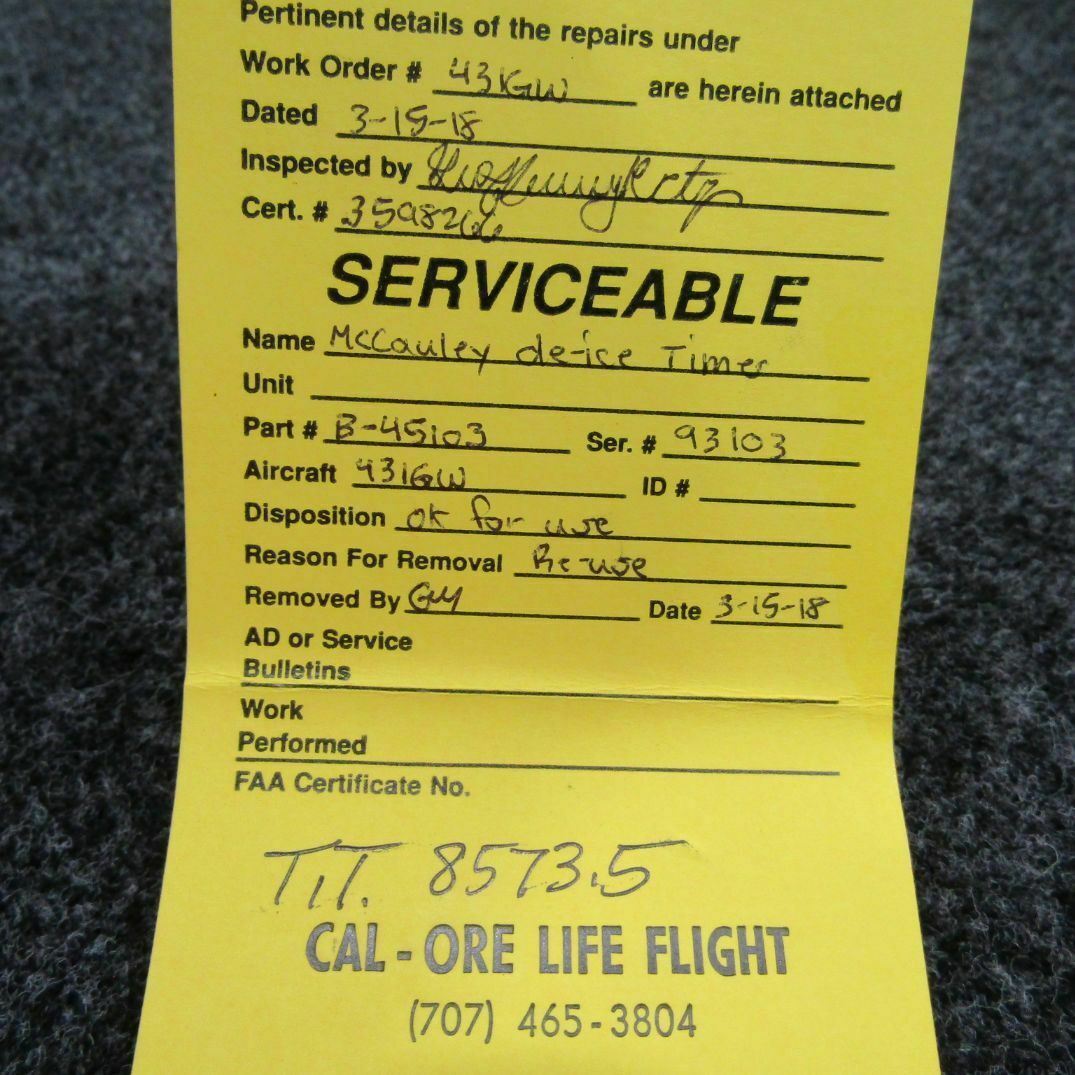 Pertinent details of the repairs under
Work Order # 431GW are herein attached
Dated 3-15-18
Inspected by
Cert. # 3598266
SERVICEABLE
Name McCauley de-ice Timer
Unit
Part # B-45103 Ser. # 93103
Aircraft 431GW ID #
Disposition ok for use
Reason For Removal Re-use
Removed By Guy Date 3-15-18
AD or Service
Bulletins
Work
Performed
FAA Certificate No.
T.T. 8573.5
CAL-ORE LIFE FLIGHT
(707) 465-3804